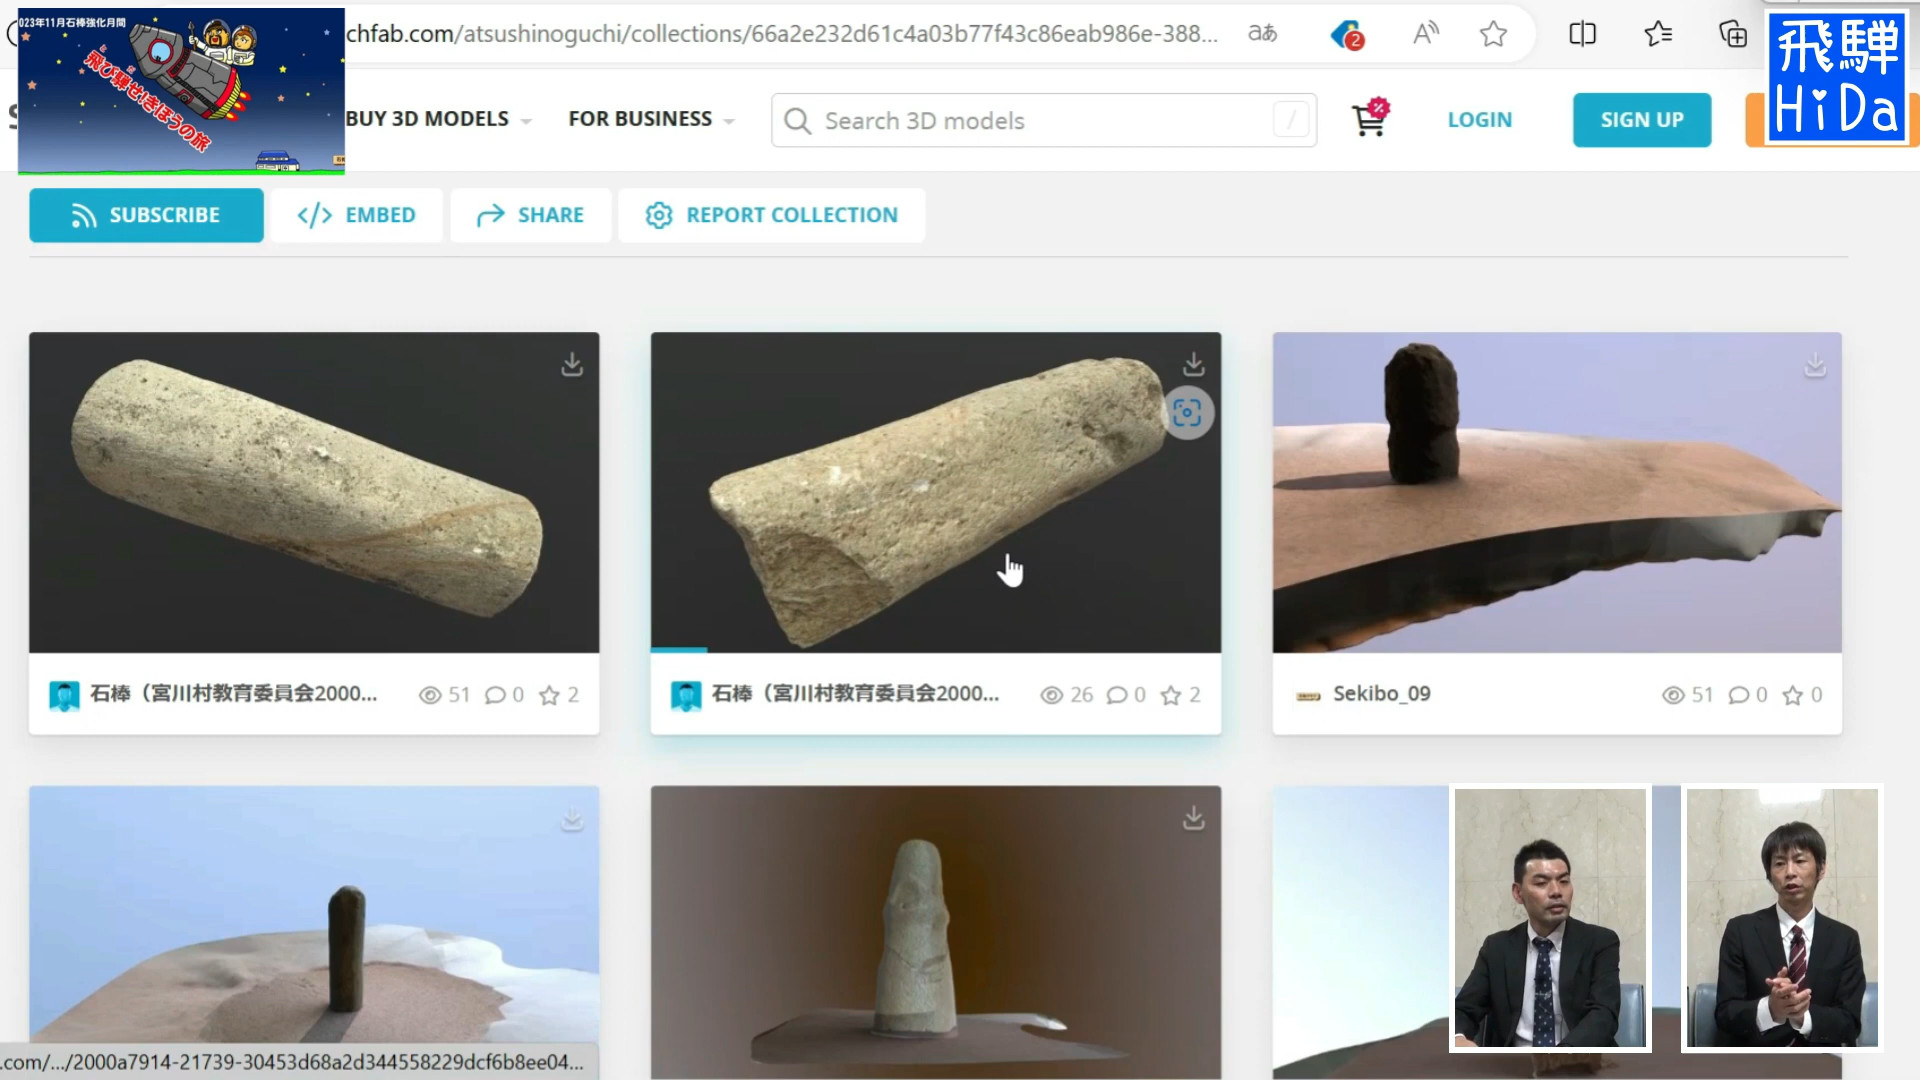 2023年11月石棒強化月間
飛び騨せ!きぼうの旅
chfab.com/atsushinoguchi/collections/66a2e232d61c4a03b77f43c86eab986e-388...
aあ
2
飛騨
HiDa
BUY 3D MODELS
FOR BUSINESS
Search 3D models
/
%
LOGIN
SIGN UP
SUBSCRIBE
</> EMBED
SHARE
REPORT COLLECTION
石棒（宮川村教育委員会2000...
51
0
2
石棒（宮川村教育委員会2000...
26
0
2
Sekibo_09
51
0
0
.com/.../2000a7914-21739-30453d68a2d344558229dcf6b8ee04...